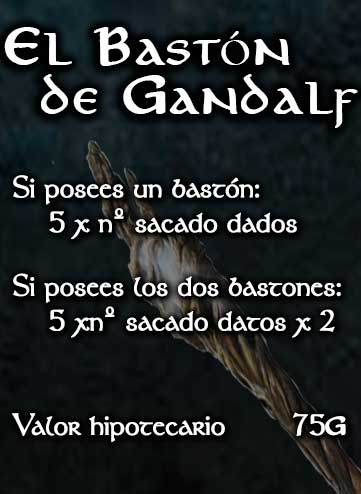 El Bastón
de Gandalf
Si posees un bastón:
5 x nº sacado dados
Si posees los dos bastones:
5 xnº sacado datos x 2
Valor hipotecario 75G